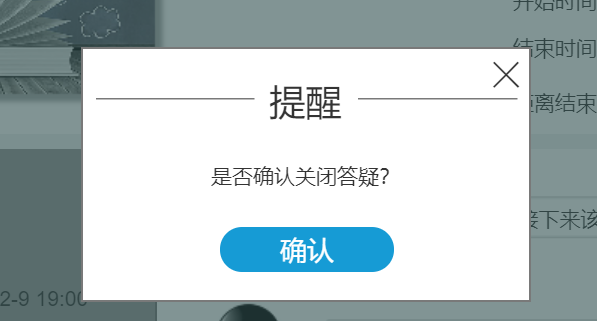 开始时间
结束时间
距离结束
提醒
是否确认关闭答疑?
确认
接下来该
2-9 19:00